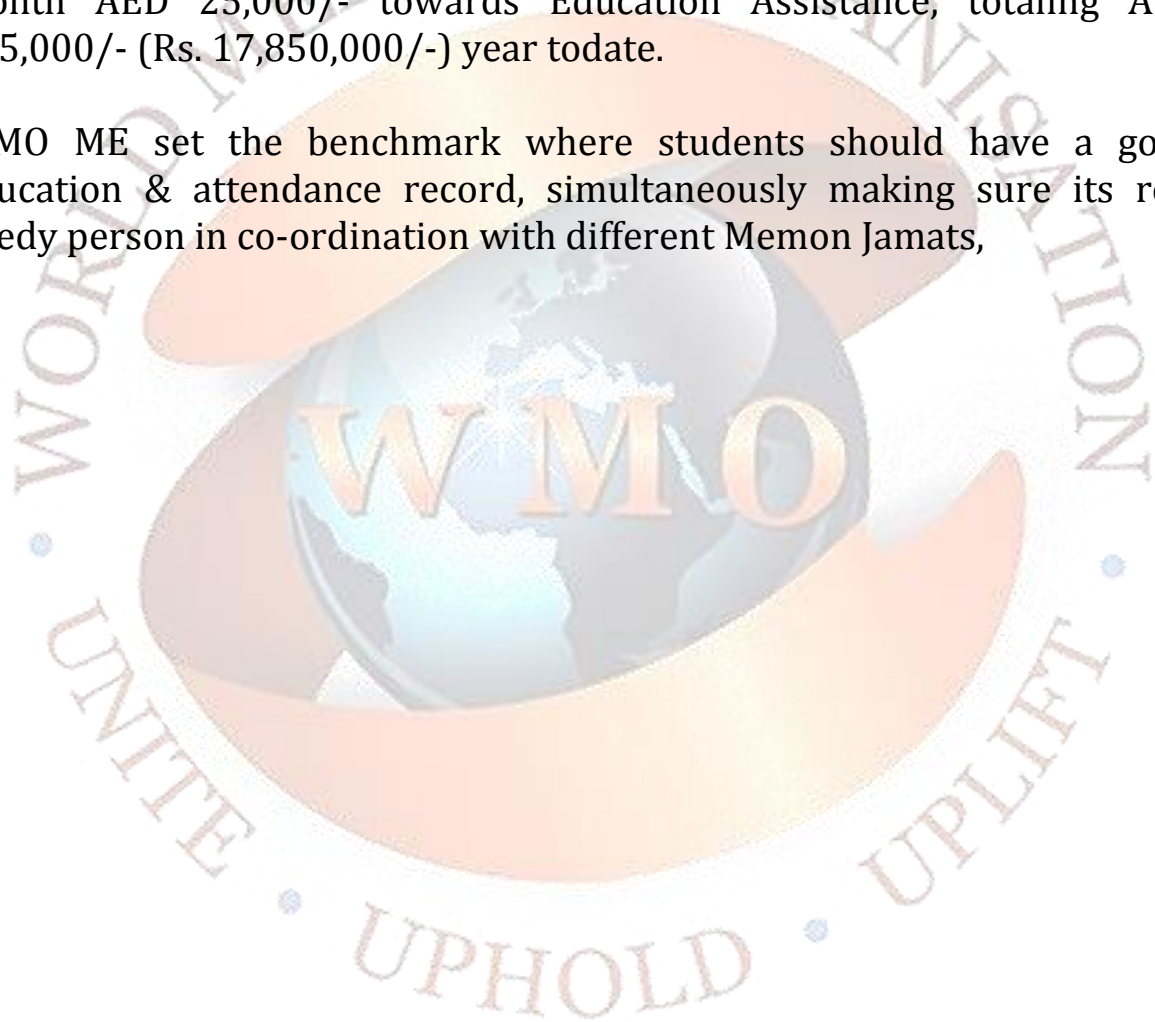 AED 25,000/- towards Education Assistance, totaling
5,000/- (Rs. 17,850,000/-) year todate.
MO ME set the benchmark where students should have a
& attendance record, simultaneously making sure its
person in co-ordination with different Memon Jamats,
WORLD
WMO
UNITE • UPHOLD • UPLIFT